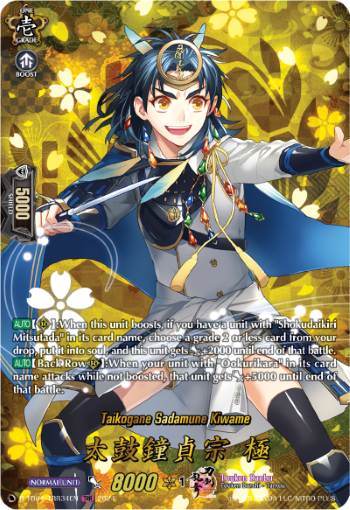 ONE
壱
GRADE
BOOST
5000
SHIELD
AUTO【R】:When this unit boosts, if you have a unit with "Shokudaikiri
Mitsutada" in its card name, choose a grade 2 or less card from your
drop, put it into soul, and this unit gets +2000 until end of that battle.
AUTO【Back Row R】:When your unit with "Ookurikara" in its card
name attacks while not boosted, that unit gets +5000 until end of
that battle.
Taikogane Sadamune Kiwame
太鼓鐘貞宗 極
NORMAL UNIT
8000 1
Touken Ranbu